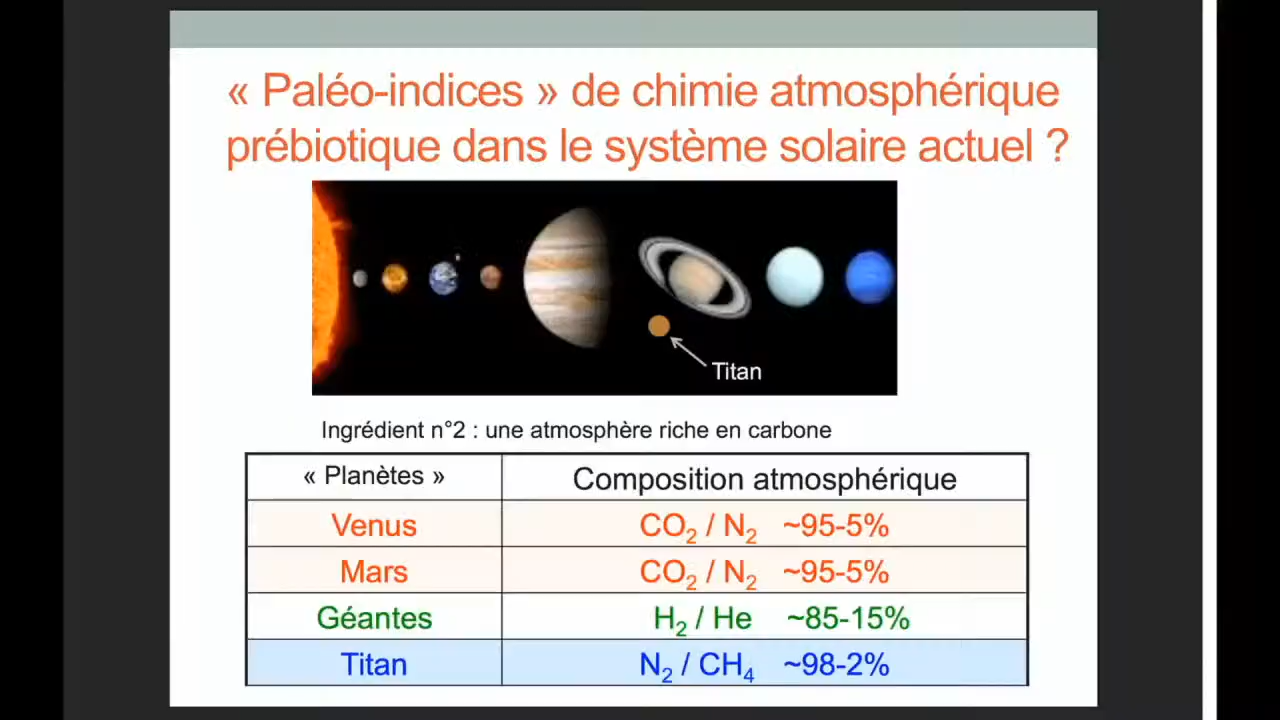 « Paléo-indices » de chimie atmosphérique
prébiotique dans le système solaire actuel ?
Titan
Ingrédient n°2 : une atmosphère riche en carbone
« Planètes » Composition atmosphérique
Venus CO₂ / N₂ ~95-5%
Mars CO₂ / N₂ ~95-5%
Géantes H₂ / He ~85-15%
Titan N₂ / CH₄ ~98-2%